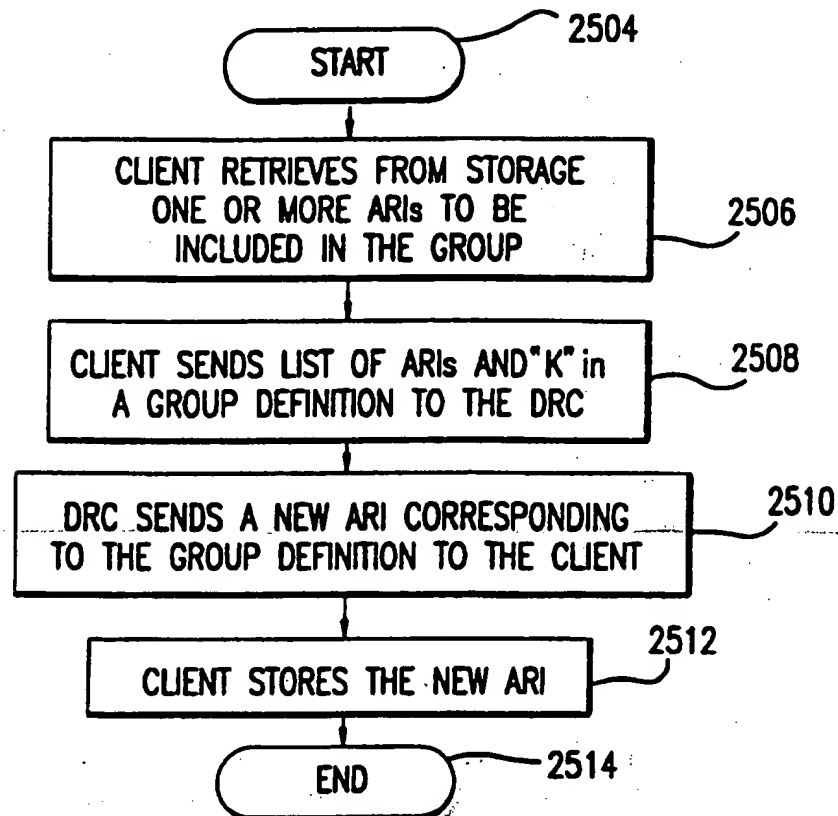 START
2504
CLIENT RETRIEVES FROM STORAGE
ONE OR MORE ARIs TO BE
INCLUDED IN THE GROUP
2506
CLIENT SENDS LIST OF ARIs AND "K" in
A GROUP DEFINITION TO THE DRC
2508
DRC SENDS A NEW ARI CORRESPONDING
TO THE GROUP DEFINITION TO THE CLIENT
2510
CLIENT STORES THE NEW ARI
2512
END
2514